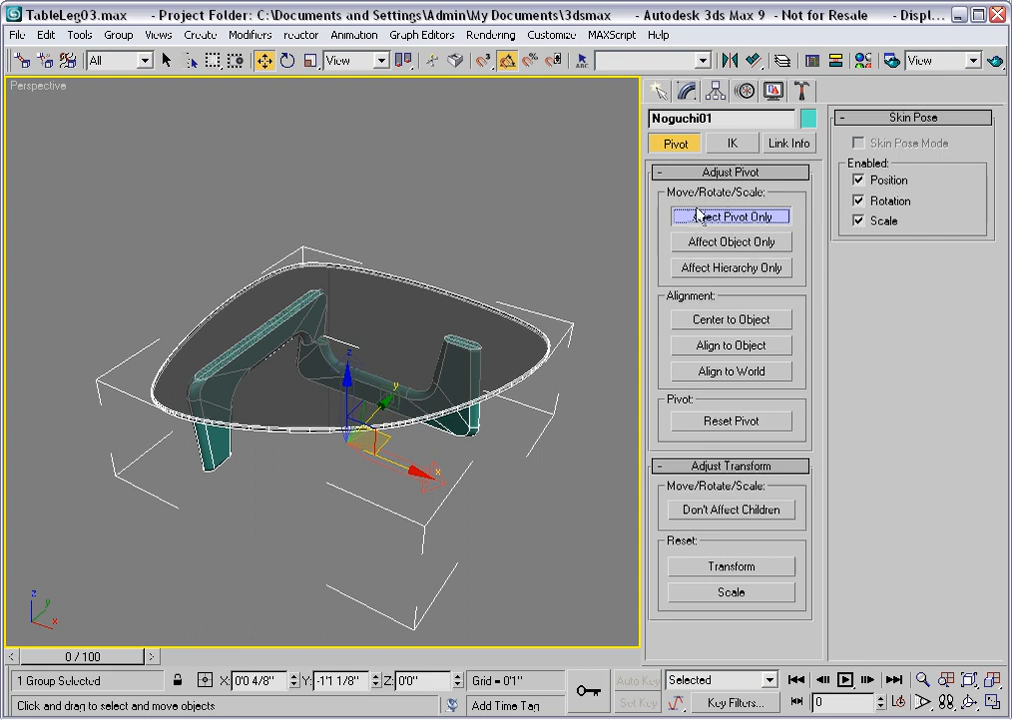 TableLeg03.max - Project Folder: C:\Documents and Settings\Admin\My Documents\3dsmax - Autodesk 3ds Max 9 - Not for Resale - Displ...
File Edit Tools Group Views Create Modifiers reactor Animation Graph Editors Rendering Customize MAXScript Help
All View View
Perspective
Noguchi01
Pivot IK Link Info
- Adjust Pivot
Move/Rotate/Scale:
Affect Pivot Only
Affect Object Only
Affect Hierarchy Only
Alignment:
Center to Object
Align to Object
Align to World
Pivot:
Reset Pivot
- Adjust Transform
Move/Rotate/Scale:
Don't Affect Children
Reset:
Transform
Scale
- Skin Pose
Skin Pose Mode
Enabled:
Position
Rotation
Scale
z
y
x
z
y
x
< 0 / 100 >
1 Group Selected X: 0'0 4/8" Y: -1'1 1/8" Z: 0'0" Grid = 0'1" Auto Key Selected
Click and drag to select and move objects Add Time Tag Set Key Key Filters... 0